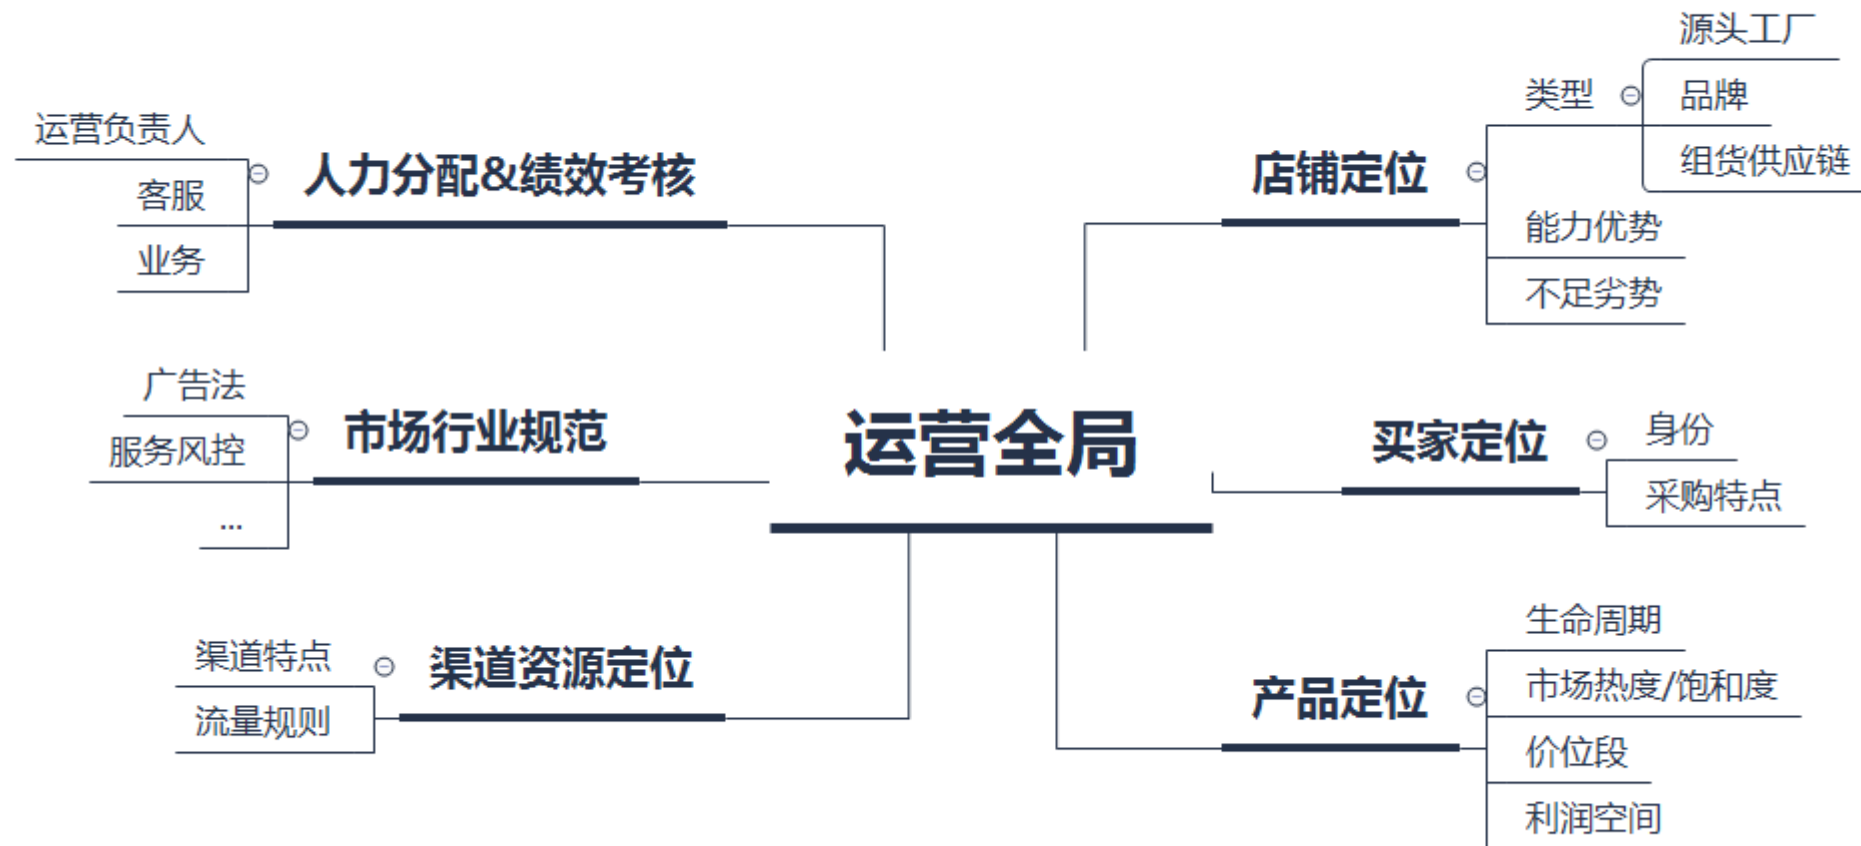 运营全局
店铺定位
类型
源头工厂
品牌
组货供应链
能力优势
不足劣势
买家定位
身份
采购特点
产品定位
生命周期
市场热度/饱和度
价位段
利润空间
人力分配&绩效考核
运营负责人
客服
业务
市场行业规范
广告法
服务风控
...
渠道资源定位
渠道特点
流量规则